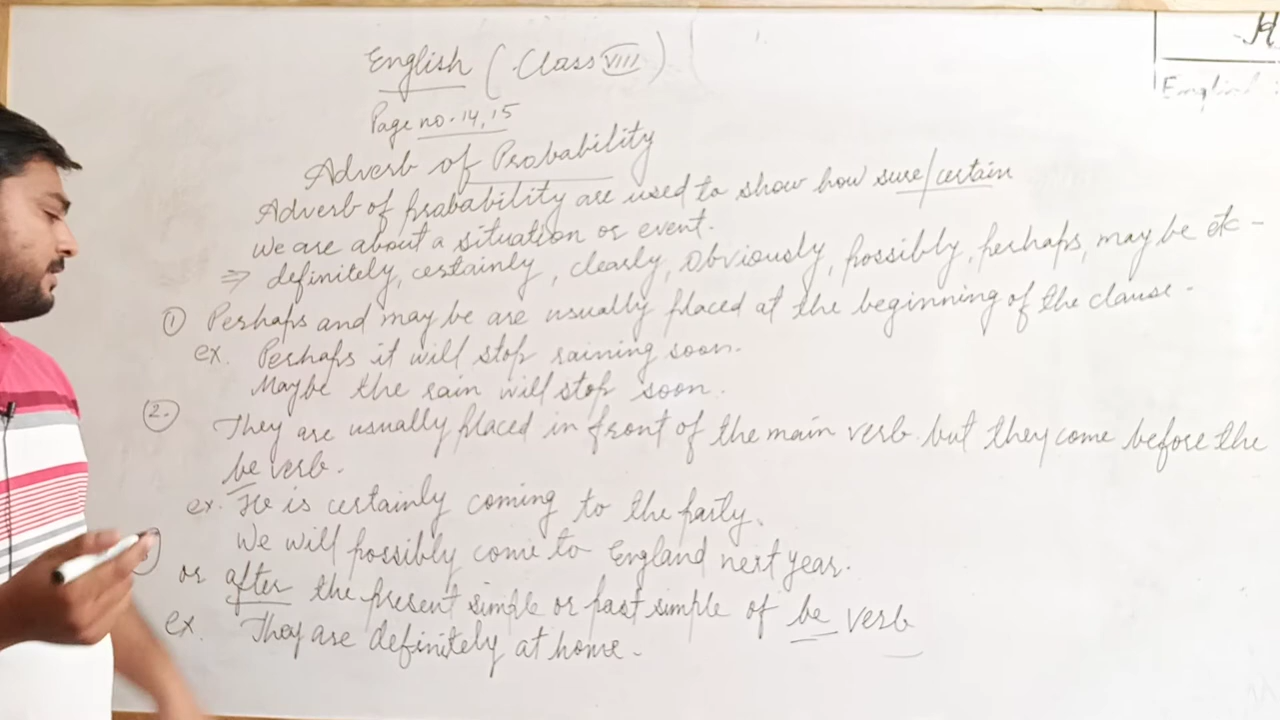 English (Class VIII)
Page no. 14, 15
Adverb of Probability
Adverb of probability are used to show how sure/certain
we are about a situation or event.
⇒ definitely, certainly, clearly, obviously, possibly, perhaps, may be etc -
① Perhaps and may be are usually placed at the beginning of the clause.
ex. Perhaps it will stop raining soon.
Maybe the rain will stop soon.
②. They are usually placed in front of the main verb but they come before the
be verb.
ex. He is certainly coming to the party.
We will possibly come to England next year.
or after the present simple or past simple of be verb
ex. They are definitely at home.
English